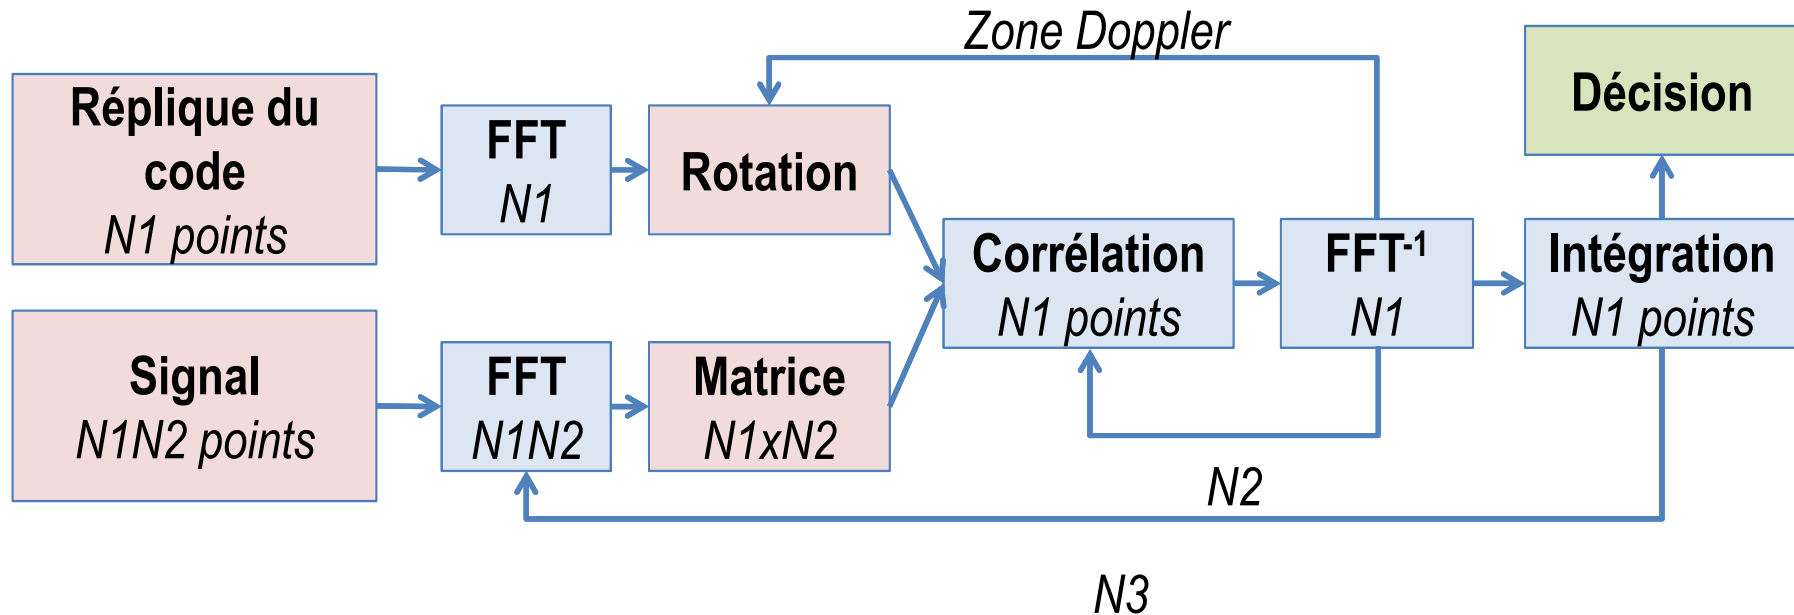 Zone Doppler
Réplique du
code
N1 points
FFT
N1
Rotation
Décision
Signal
N1N2 points
FFT
N1N2
Matrice
N1xN2
Corrélation
N1 points
FFT-1
N1
Intégration
N1 points
N2
N3